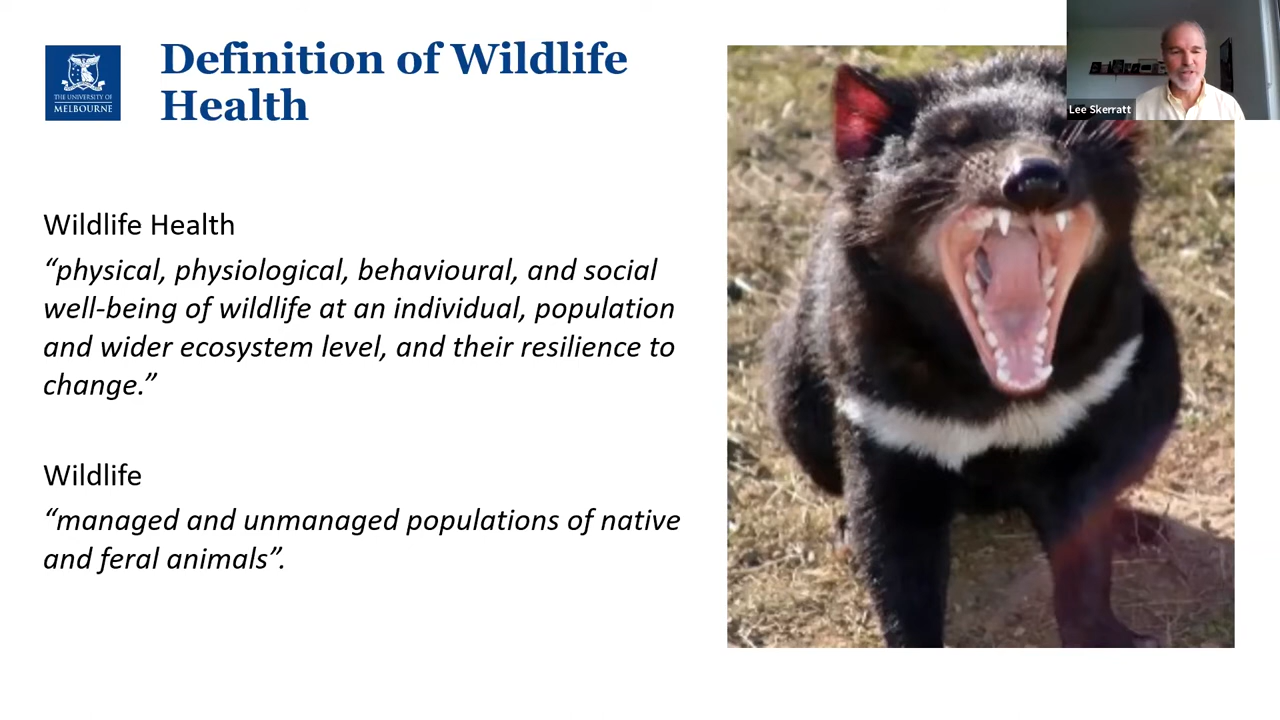 Definition of Wildlife
Health
THE UNIVERSITY OF
MELBOURNE
Lee Skerratt
Wildlife Health
“physical, physiological, behavioural, and social
well-being of wildlife at an individual, population
and wider ecosystem level, and their resilience to
change.”
Wildlife
“managed and unmanaged populations of native
and feral animals”.